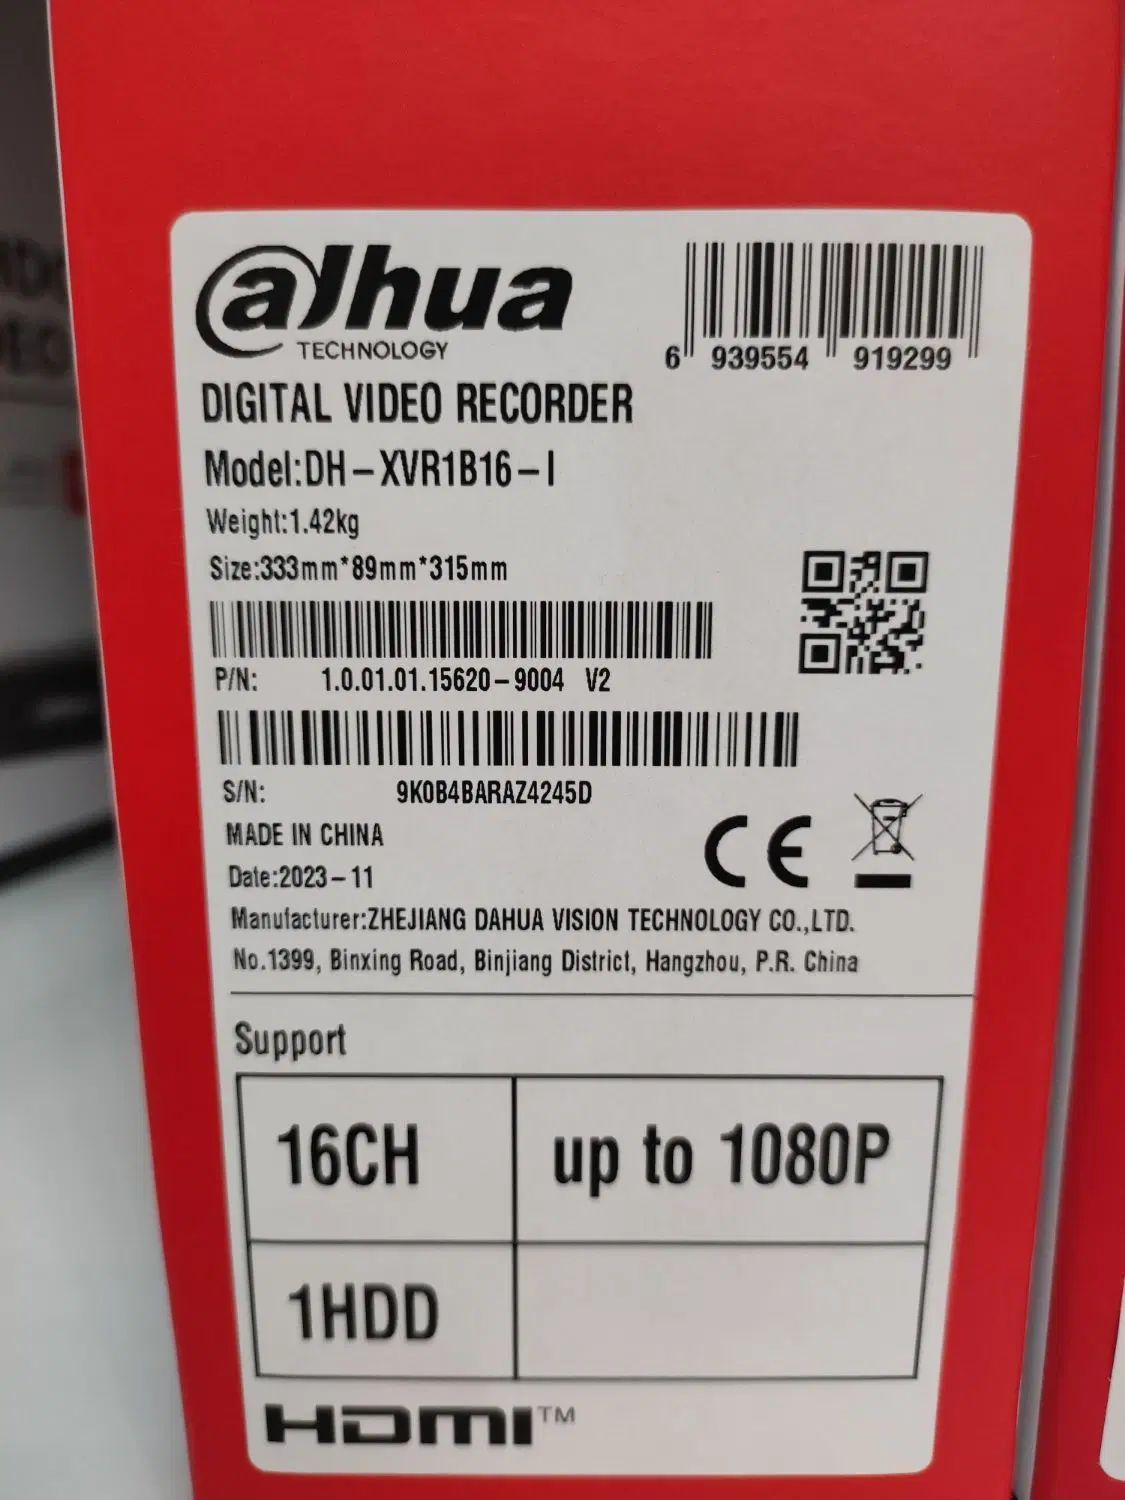 alhua
TECHNOLOGY
6 939554 919299
DIGITAL VIDEO RECORDER
Model:DH-XVR1B16-I
Weight:1.42kg
Size:333mm*89mm*315mm
P/N: 1.0.01.01.15620-9004 V2
S/N: 9K0B4BARAZ4245D
MADE IN CHINA
Date:2023-11
Manufacturer:ZHEJIANG DAHUA VISION TECHNOLOGY CO.,LTD.
No.1399, Binxing Road, Binjiang District, Hangzhou, P.R. China
CE
Support
16CH up to 1080P
1HDD
HDMI™